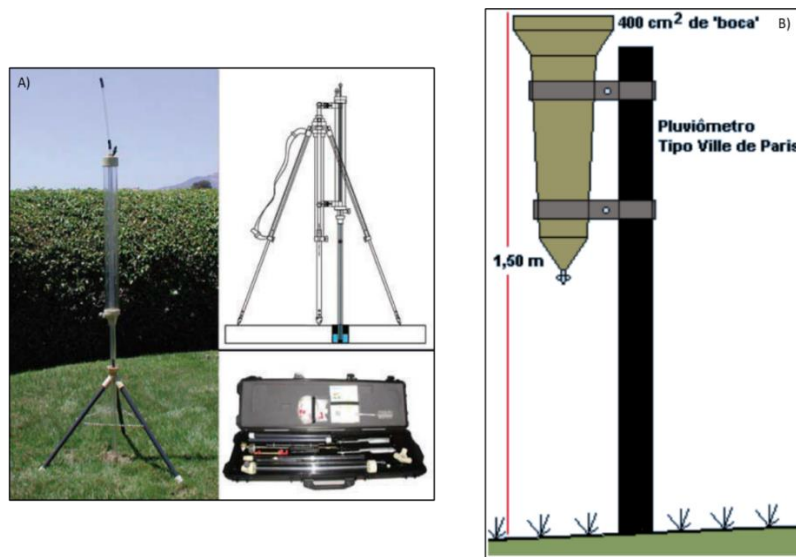 A)
400 cm² de 'boca'
B)
Pluviômetro
Tipo Ville de Paris
1,50 m